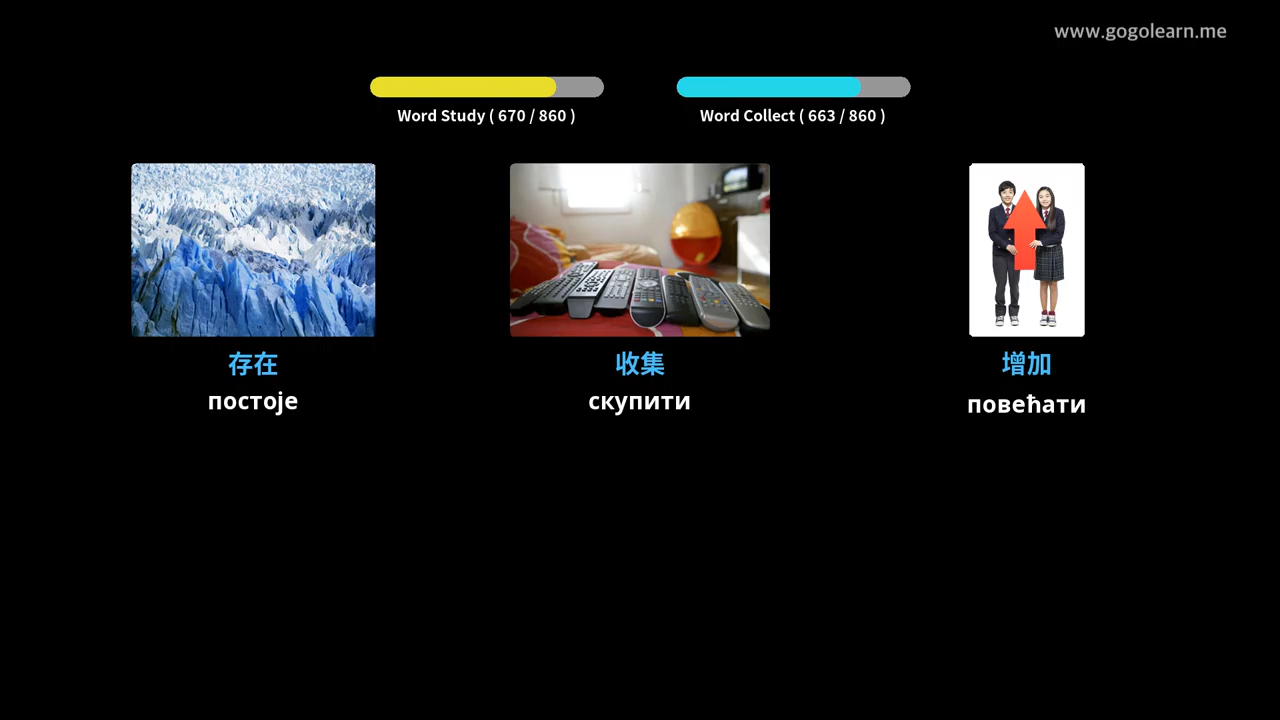 www.gogolearn.me
Word Study ( 670 / 860 )
Word Collect ( 663 / 860 )
存在
постоје
收集
скупити
增加
повећати